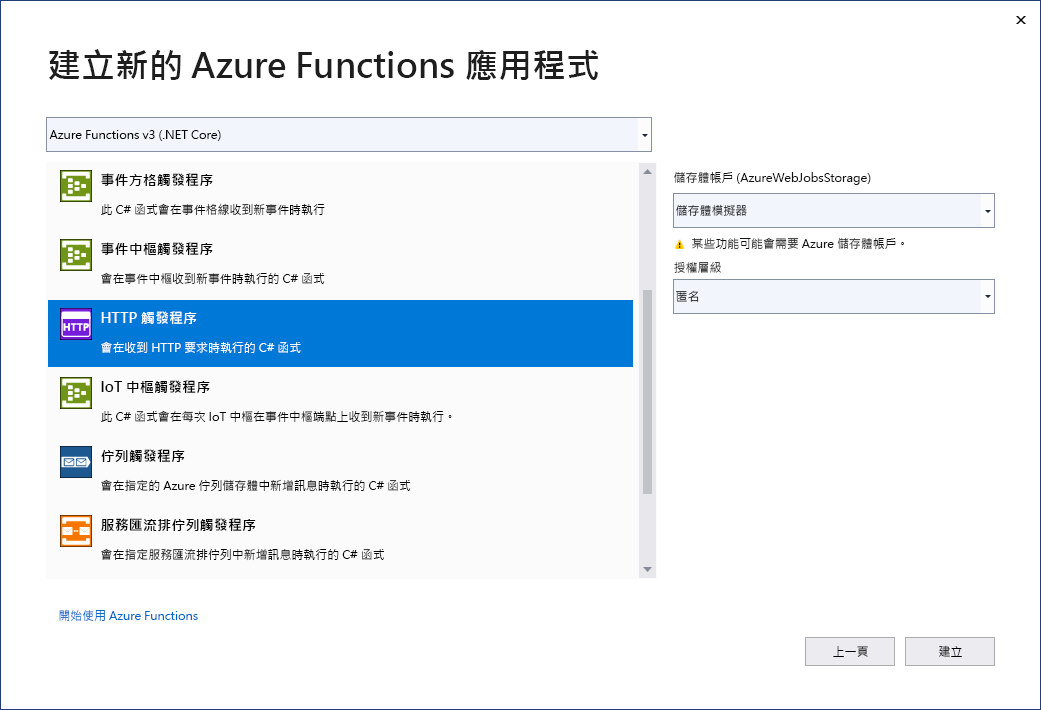 建立新的 Azure Functions 應用程式
Azure Functions v3 (.NET Core)
事件方格觸發程序
此 C# 函式會在事件格線收到新事件時執行
事件中樞觸發程序
會在事件中樞收到新事件時執行的 C# 函式
HTTP
HTTP 觸發程序
會在收到 HTTP 要求時執行的 C# 函式
IoT 中樞觸發程序
此 C# 函式會在每次 IoT 中樞在事件中樞端點上收到新事件時執行。
佇列觸發程序
會在指定的 Azure 佇列儲存體中新增訊息時執行的 C# 函式
服務匯流排佇列觸發程序
會在指定服務匯流排佇列中新增訊息時執行的 C# 函式
儲存體帳戶 (AzureWebJobsStorage)
儲存體模擬器
某些功能可能會需要 Azure 儲存體帳戶。
授權層級
匿名
開始使用 Azure Functions
上一頁
建立